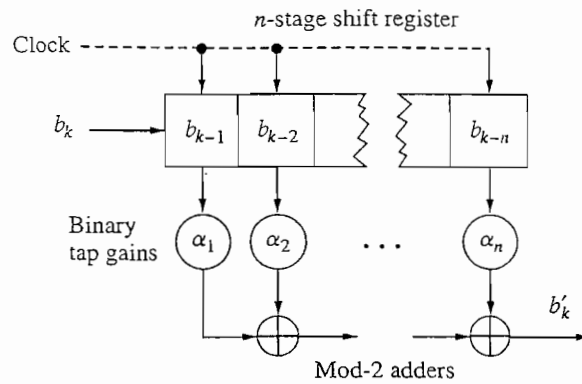 n-stage shift register
Clock
b_k b_{k-1} b_{k-2} b_{k-n}
Binary
tap gains
α_1 α_2 . . . α_n
b'_k
Mod-2 adders